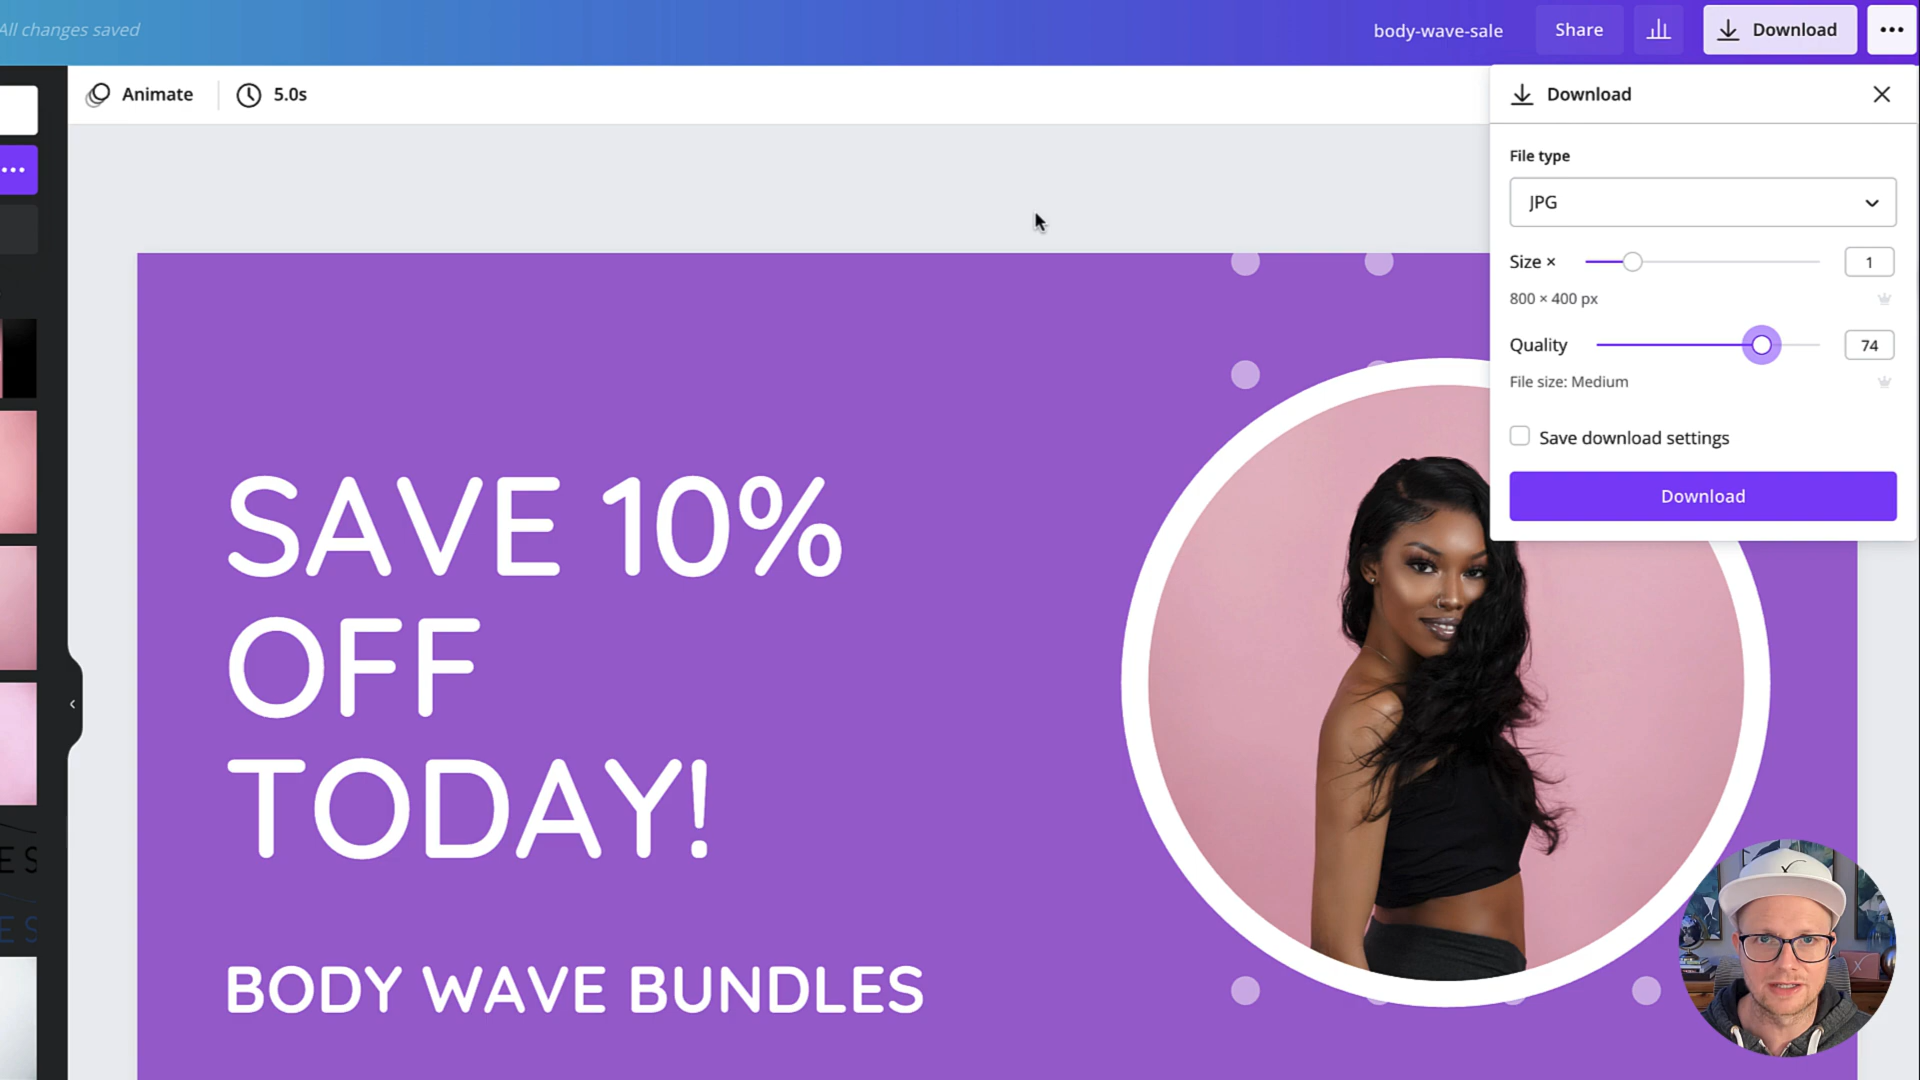 All changes saved
body-wave-sale
Share
Download
Animate
5.0s
Download
File type
JPG
Size ×
1
800 × 400 px
Quality
74
File size: Medium
Save download settings
Download
SAVE 10%
OFF
TODAY!
BODY WAVE BUNDLES
E S
E S